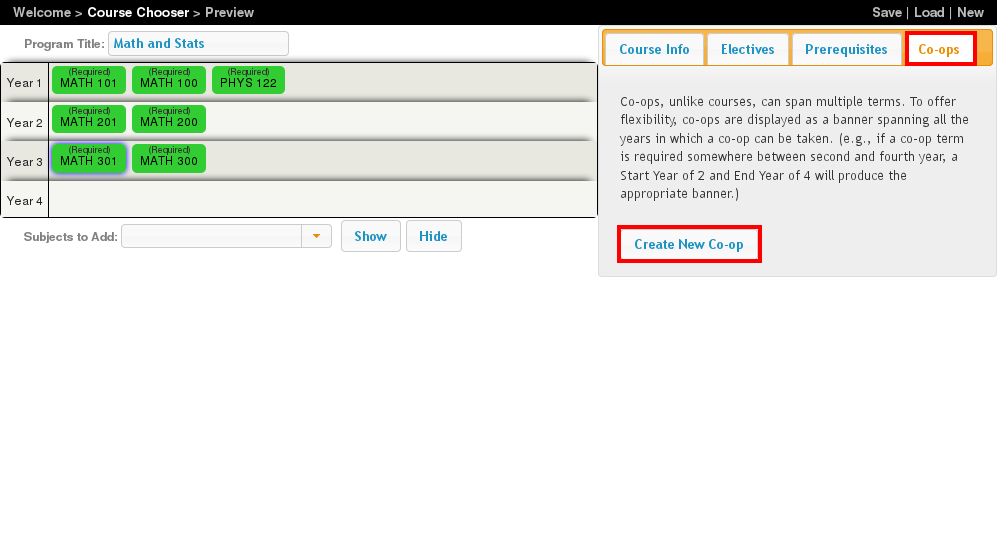 Welcome > Course Chooser > Preview
Save | Load | New
Program Title: Math and Stats
Course Info Electives Prerequisites Co-ops
Year 1
(Required) (Required) (Required)
MATH 101 MATH 100 PHYS 122
Year 2
(Required) (Required)
MATH 201 MATH 200
Year 3
(Required) (Required)
MATH 301 MATH 300
Year 4
Subjects to Add: Show Hide
Co-ops, unlike courses, can span multiple terms. To offer
flexibility, co-ops are displayed as a banner spanning all the
years in which a co-op can be taken. (e.g., if a co-op term
is required somewhere between second and fourth year, a
Start Year of 2 and End Year of 4 will produce the
appropriate banner.)
Create New Co-op